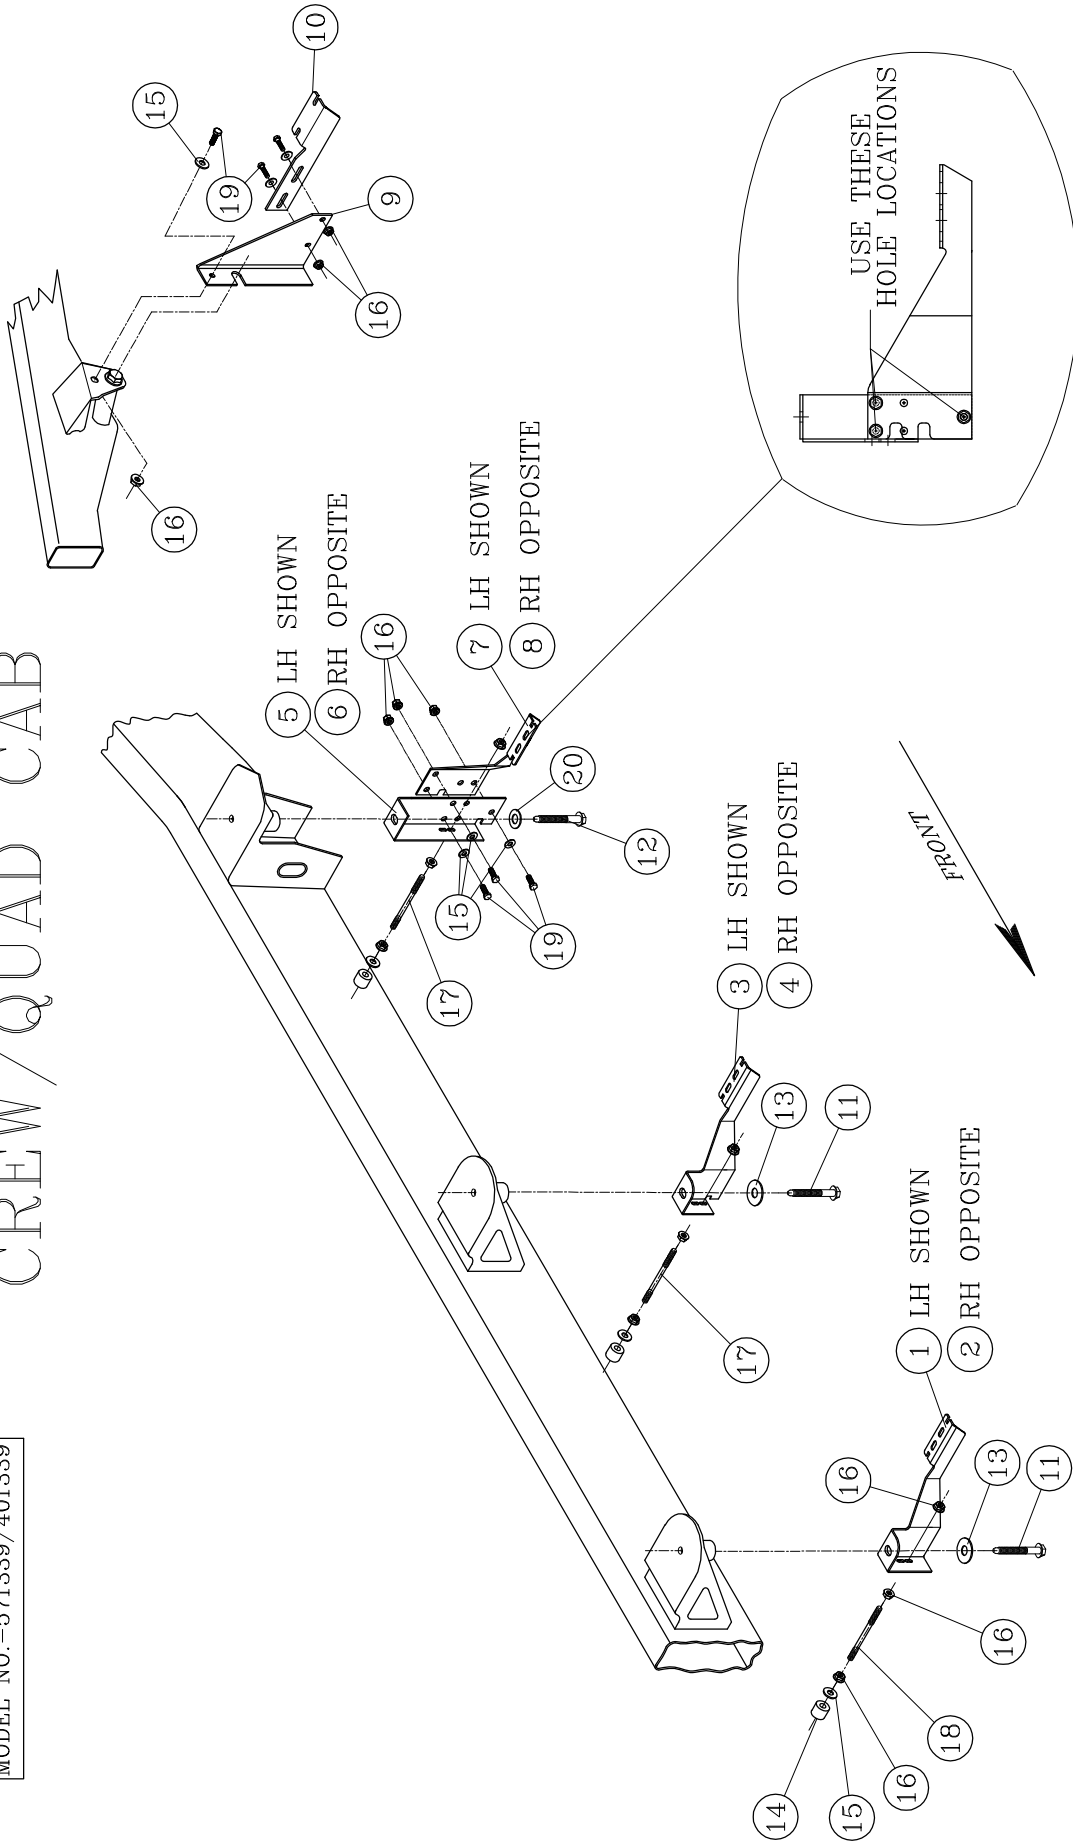 MODEL NO.-571339/401339
CREW/QUAD CAB
10
15
19
9
16
16
5 LH SHOWN
6 RH OPPOSITE
16
7 LH SHOWN
8 RH OPPOSITE
USE THESE
HOLE LOCATIONS
20
12
15
19
17
3 LH SHOWN
4 RH OPPOSITE
FRONT
13
11
17
1 LH SHOWN
2 RH OPPOSITE
16
13
11
16
18
16
15
14